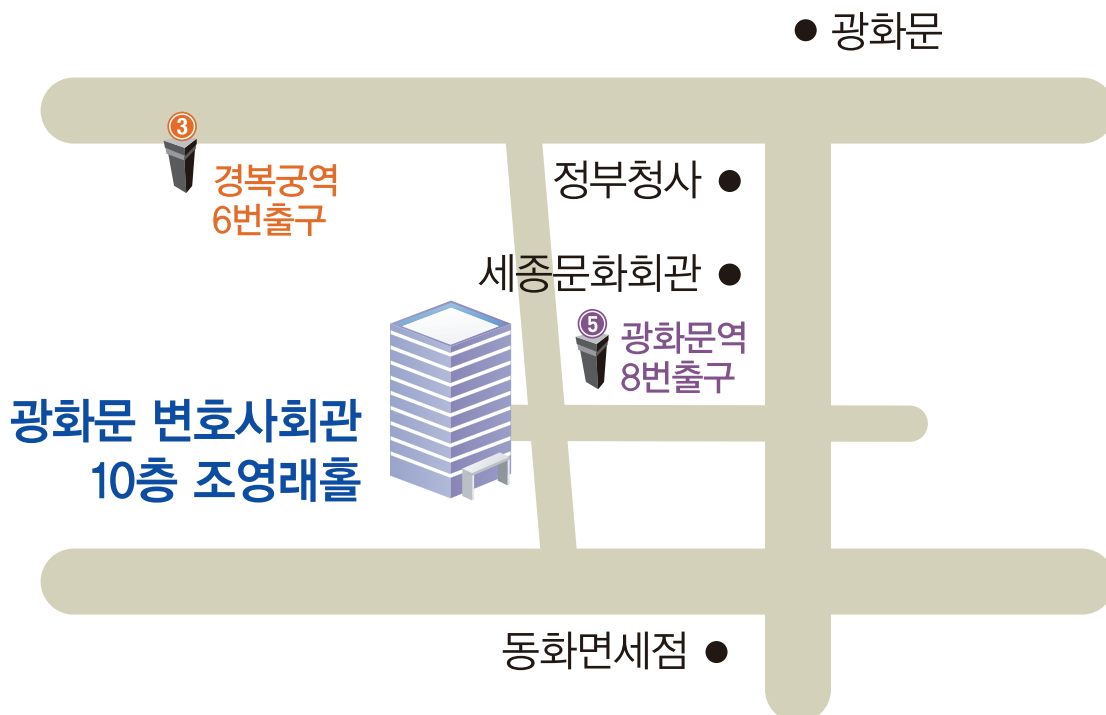 광화문
3
경복궁역
6번출구
정부청사
세종문화회관
5
광화문역
8번출구
광화문 변호사회관
10층 조영래홀
동화면세점